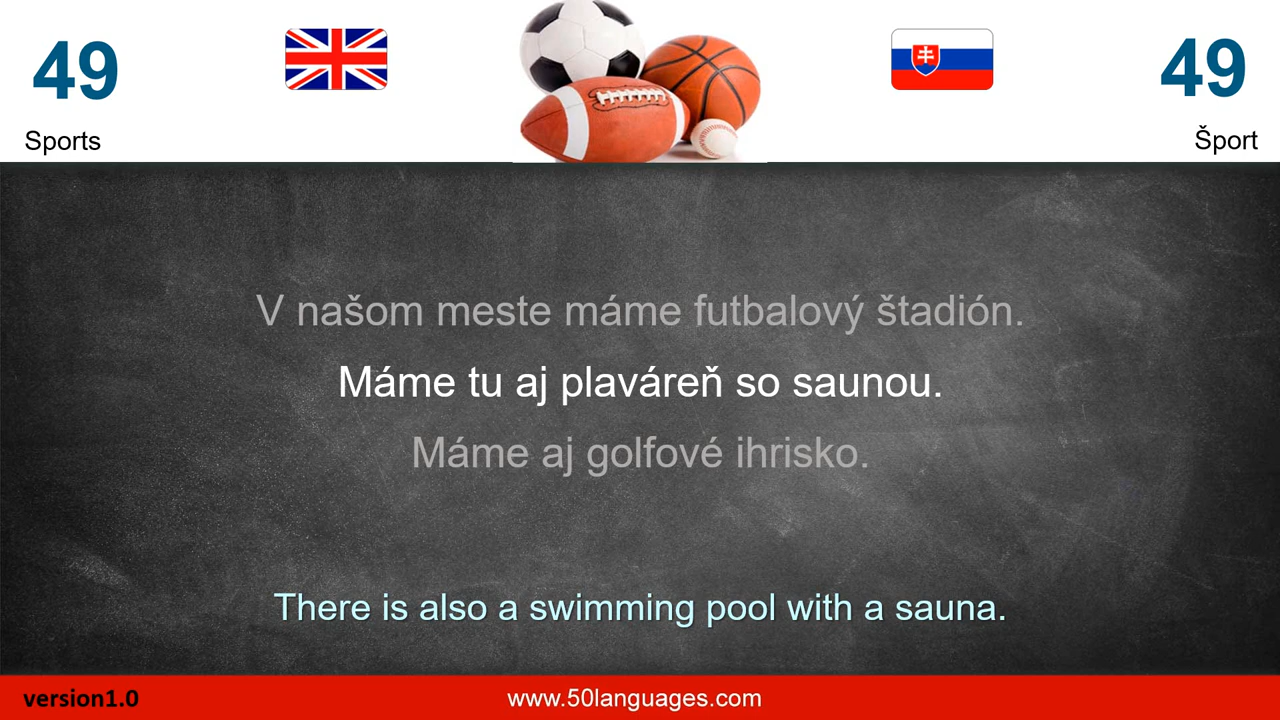 49
49
Sports
Šport
V našom meste máme futbalový štadión.
Máme tu aj plaváreň so saunou.
Máme aj golfové ihrisko.
There is also a swimming pool with a sauna.
version1.0
www.50languages.com